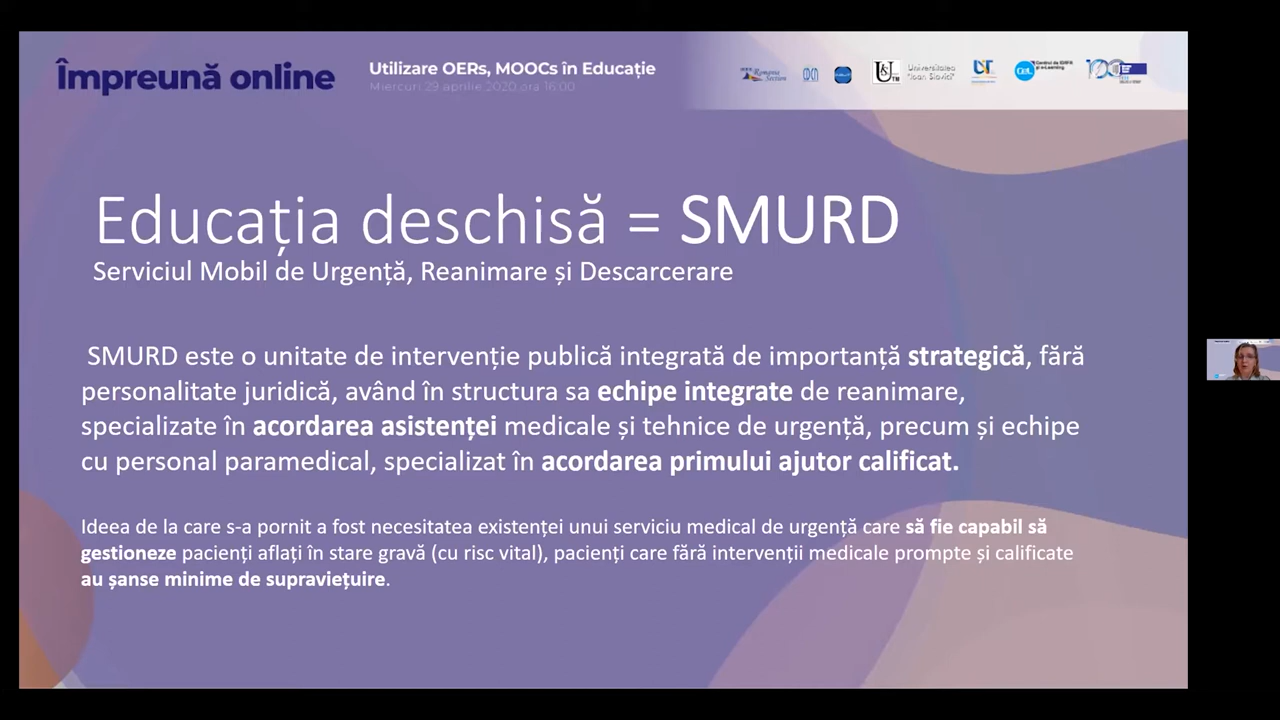 Împreună online
Utilizare OERs, MOOCs în Educație
Miercuri 29 aprilie 2020 ora 16:00
Universitatea
"Ioan Slavici"
Educația deschisă = SMURD
Serviciul Mobil de Urgență, Reanimare și Descarcerare
SMURD este o unitate de intervenție publică integrată de importanță strategică, fără
personalitate juridică, având în structura sa echipe integrate de reanimare,
specializate în acordarea asistenței medicale și tehnice de urgență, precum și echipe
cu personal paramedical, specializat în acordarea primului ajutor calificat.
Ideea de la care s-a pornit a fost necesitatea existenței unui serviciu medical de urgență care să fie capabil să
gestioneze pacienți aflați în stare gravă (cu risc vital), pacienți care fără intervenții medicale prompte și calificate
au șanse minime de supraviețuire.